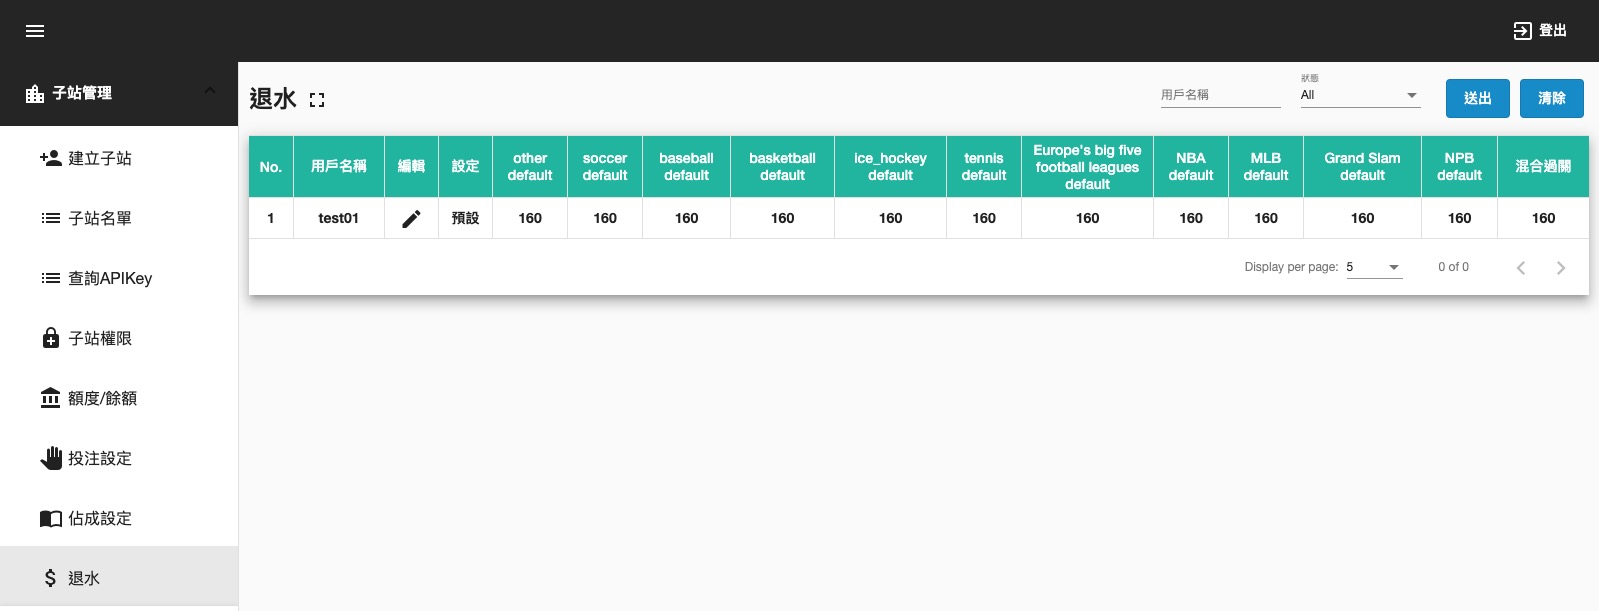 登出
子站管理
建立子站
子站名單
查詢APIKey
子站權限
額度/餘額
投注設定
佔成設定
退水
退水
用戶名稱
狀態
All
送出
清除
No.
用戶名稱
編輯
設定
other
default
soccer
default
baseball
default
basketball
default
ice_hockey
default
tennis
default
Europe's big five
football leagues
default
NBA
default
MLB
default
Grand Slam
default
NPB
default
混合過關
1
test01
預設
160
160
160
160
160
160
160
160
160
160
160
160
Display per page: 5
0 of 0